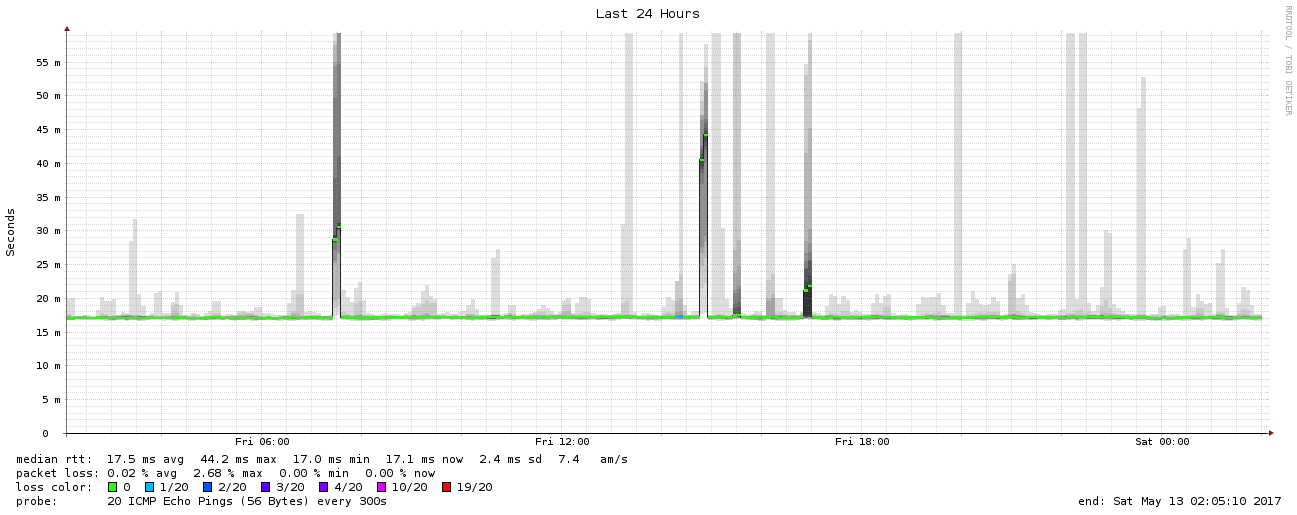 Last 24 Hours
RRDTOOL / TOBI OETIKER
Seconds
55 m
50 m
45 m
40 m
35 m
30 m
25 m
20 m
15 m
10 m
5 m
0
Fri 06:00 Fri 12:00 Fri 18:00 Sat 00:00
median rtt: 17.5 ms avg 44.2 ms max 17.0 ms min 17.1 ms now 2.4 ms sd 7.4 am/s
packet loss: 0.02 % avg 2.68 % max 0.00 % min 0.00 % now
loss color: 0 1/20 2/20 3/20 4/20 10/20 19/20
probe: 20 ICMP Echo Pings (56 Bytes) every 300s end: Sat May 13 02:05:10 2017